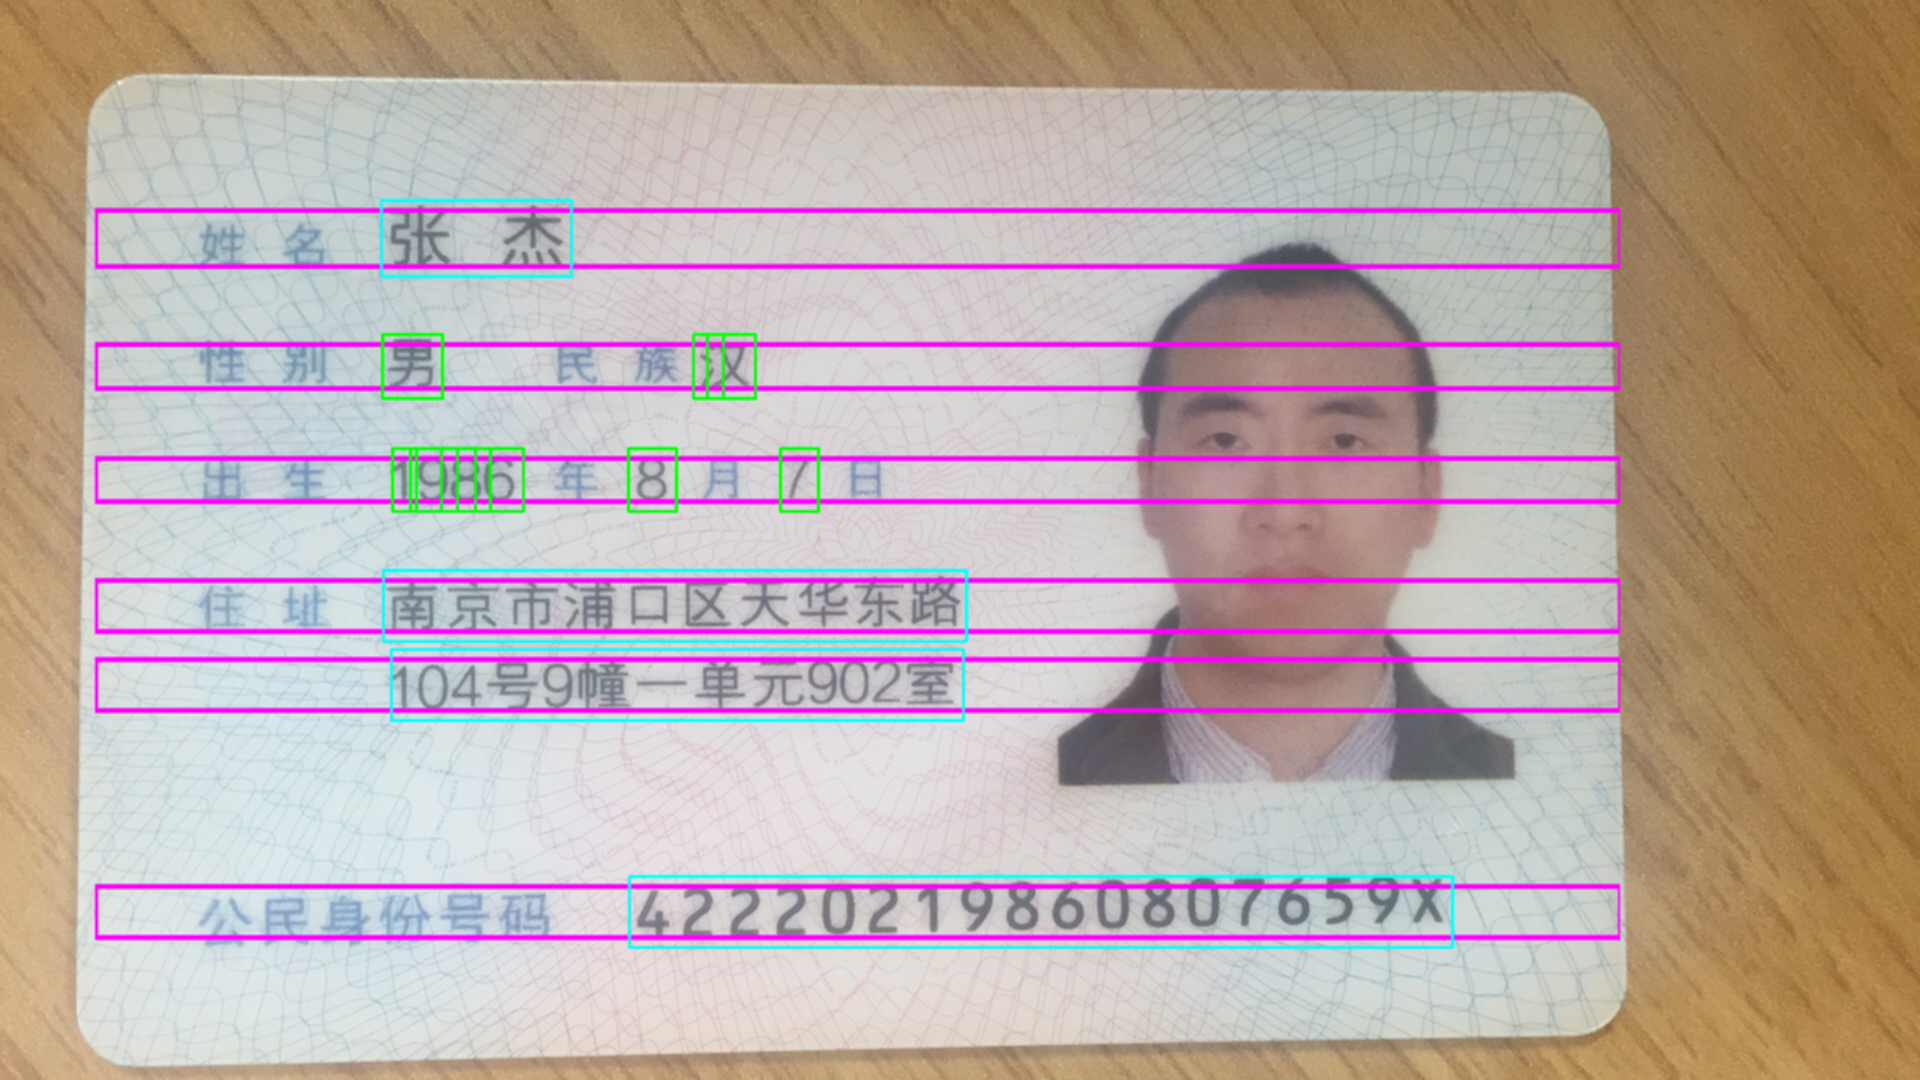 姓 名 张 杰
性 别 男 民 族 汉
出 生 1986 年 8 月 7 日
住 址 南京市浦口区天华东路
104号9幢一单元902室
公民身份号码 42220219860807659X